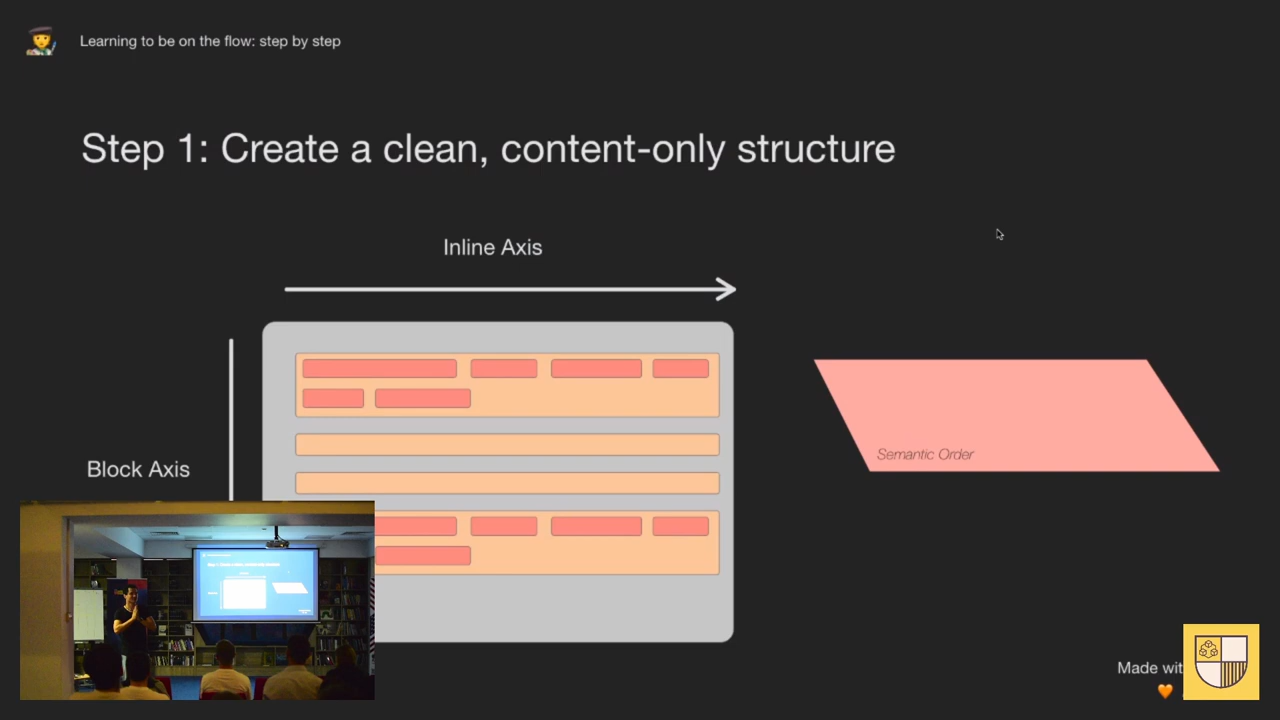 Learning to be on the flow: step by step
Step 1: Create a clean, content-only structure
Inline Axis
Block Axis
Semantic Order
Made